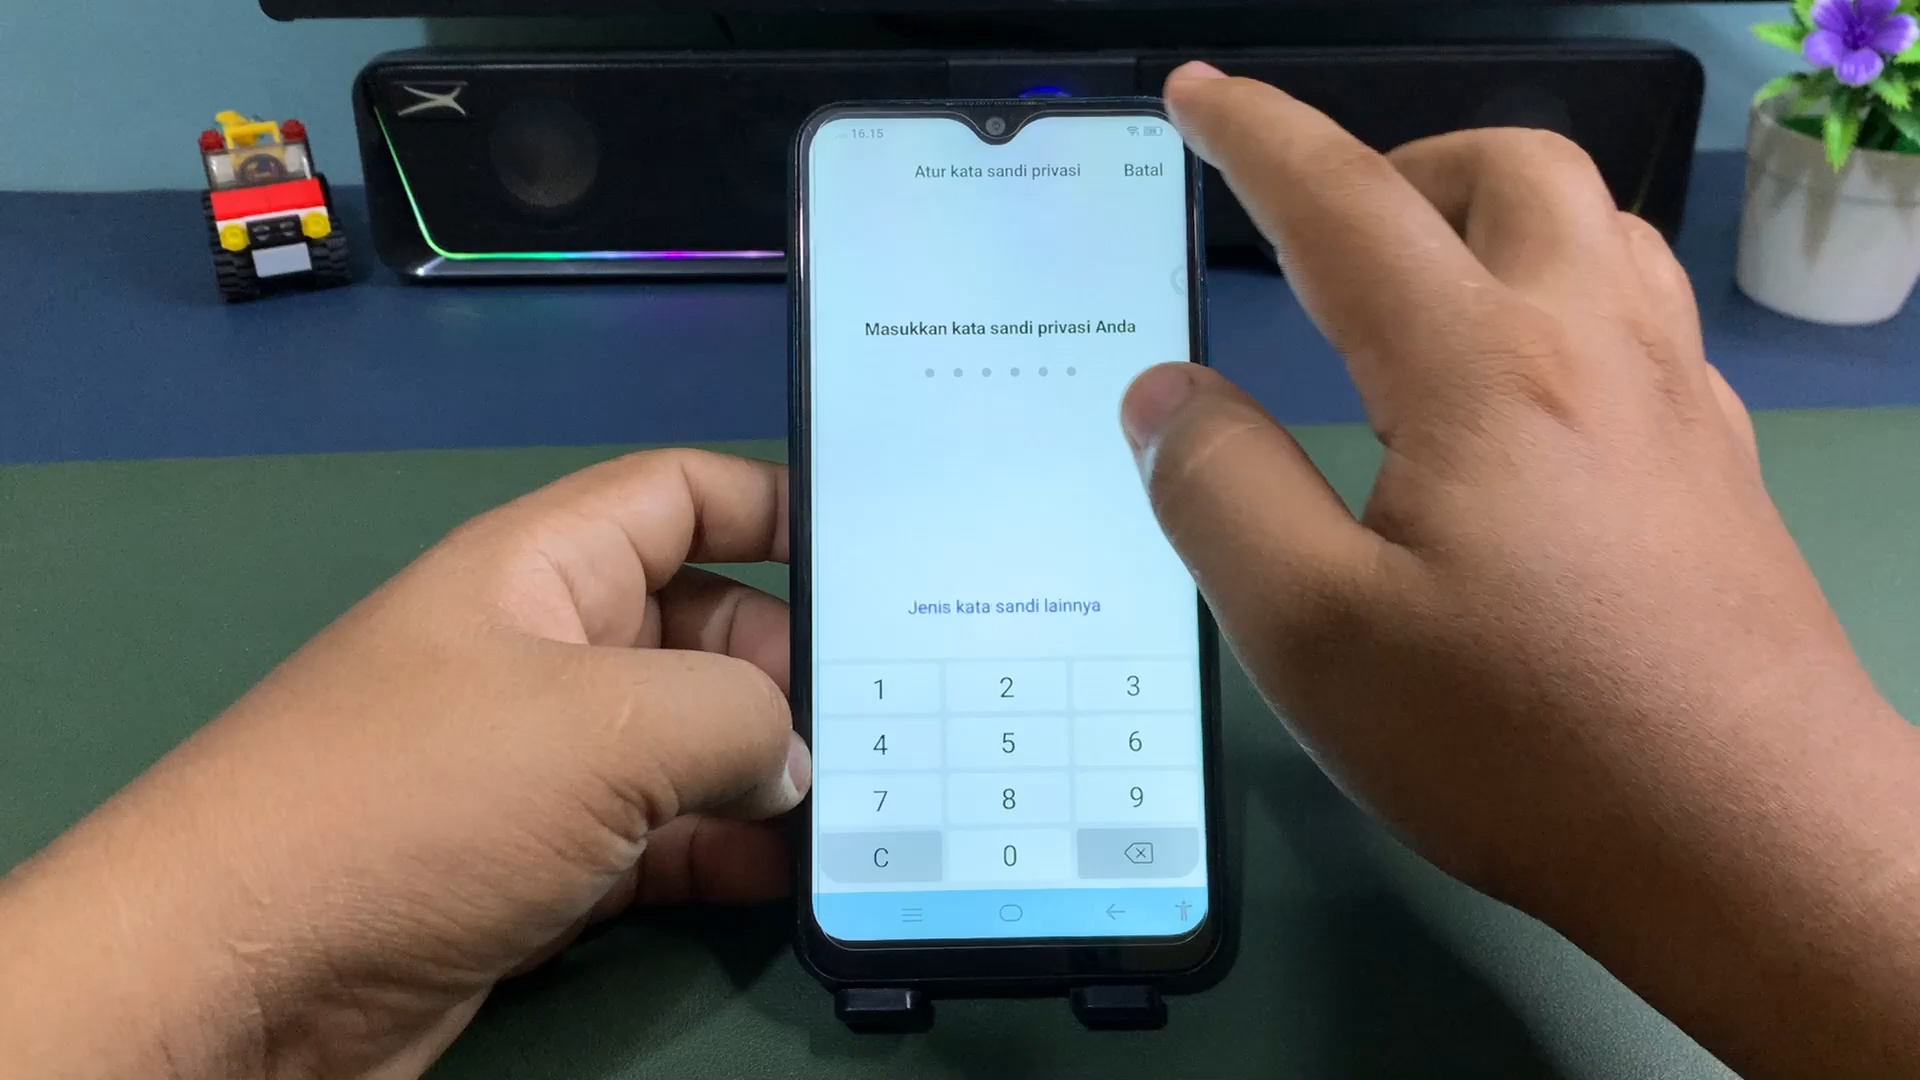 16.15
Atur kata sandi privasi
Batal
Masukkan kata sandi privasi Anda
Jenis kata sandi lainnya
1 2 3
4 5 6
7 8 9
C 0